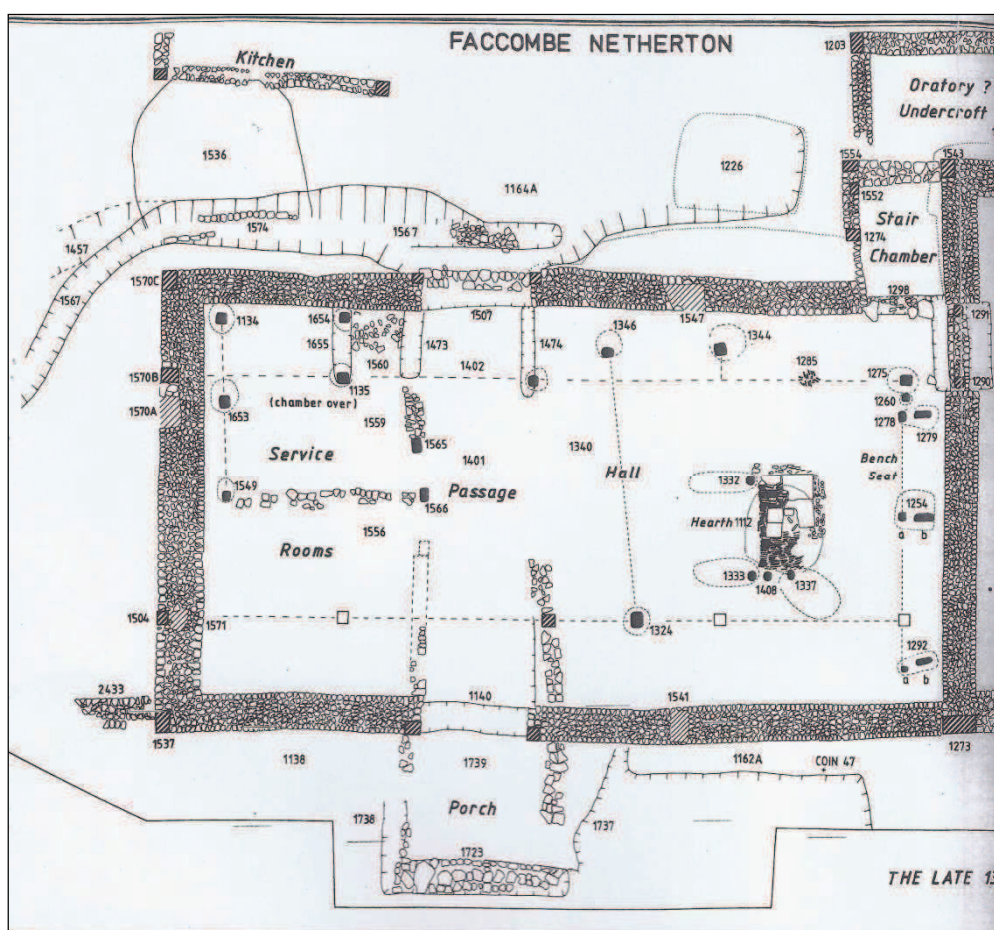 FACCOMBE NETHERTON
1203
Kitchen
Oratory ?
Undercroft
1536
1226
1554
1543
1164A
1552
1574
1567
Stair
1457
1274
Chamber
1567
1570C
1298
1507
1547
1291
1134
1654
1473
1474
1346
1344
1655
1560
1402
1285
1275
1570B
1290
1135
1260
1570A
(chamber over)
1278
1653
1559
1279
1565
1340
Service
1401
Hall
Bench
Seat
1332
1549
Passage
1566
1254
Hearth 1112
a b
1556
Rooms
1333
1337
1408
1504
1571
1324
1292
2433
a b
1140
1541
1537
1273
1138
1739
1162A
COIN 47
Porch
1738
1737
1723
THE LATE 13